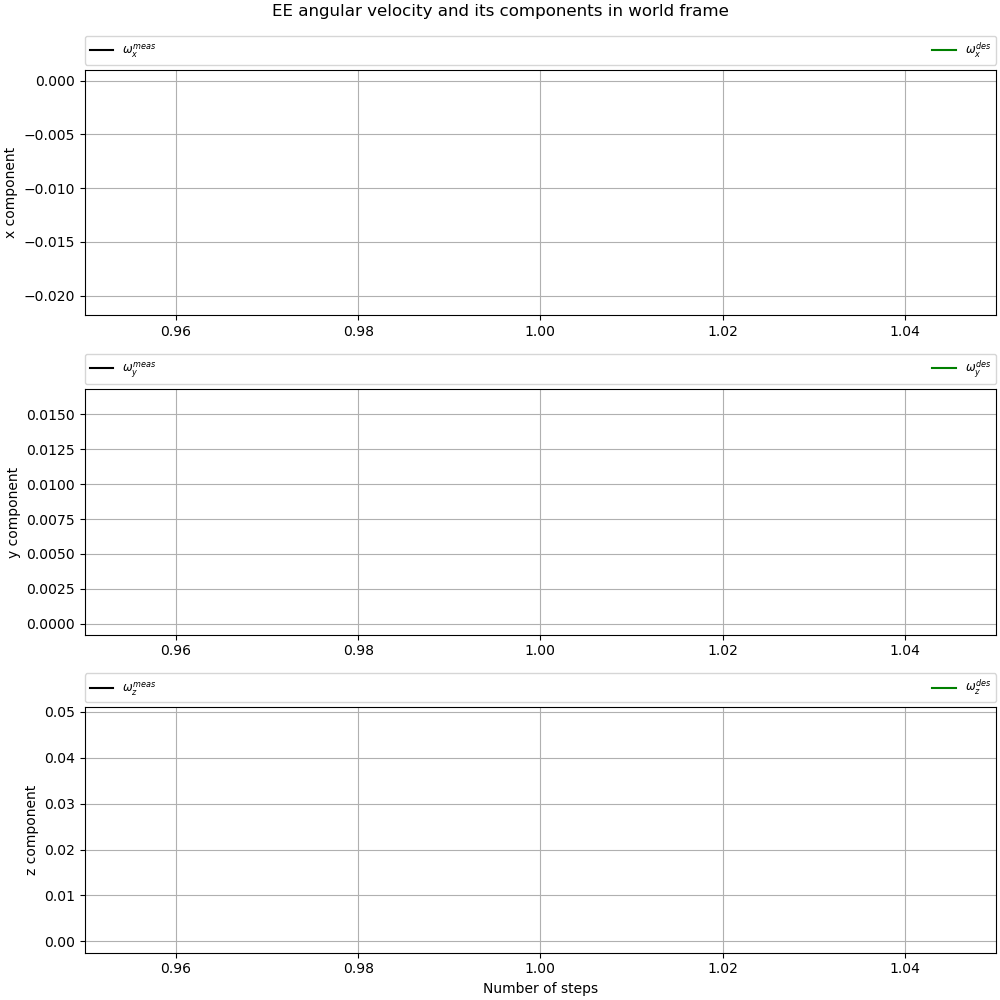 EE angular velocity and its components in world frame
ω_x^meas ω_x^des
0.000
−0.005
−0.010
−0.015
−0.020
x component
0.96 0.98 1.00 1.02 1.04
ω_y^meas ω_y^des
0.0150
0.0125
0.0100
0.0075
0.0050
0.0025
0.0000
y component
0.96 0.98 1.00 1.02 1.04
ω_z^meas ω_z^des
0.05
0.04
0.03
0.02
0.01
0.00
z component
0.96 0.98 1.00 1.02 1.04
Number of steps